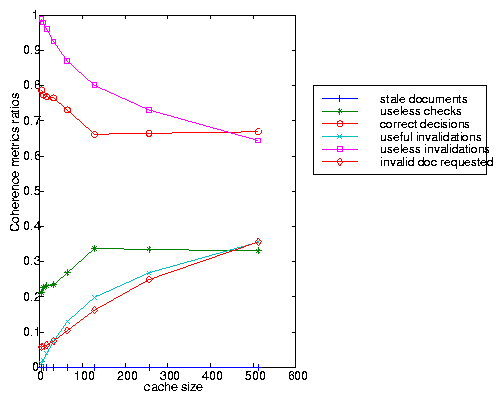 1
0.9
0.8
0.7
0.6
0.5
0.4
0.3
0.2
0.1
0
Coherence metrics ratios
0 100 200 300 400 500 600
cache size
stale documents
useless checks
correct decisions
useful invalidations
useless invalidations
invalid doc requested